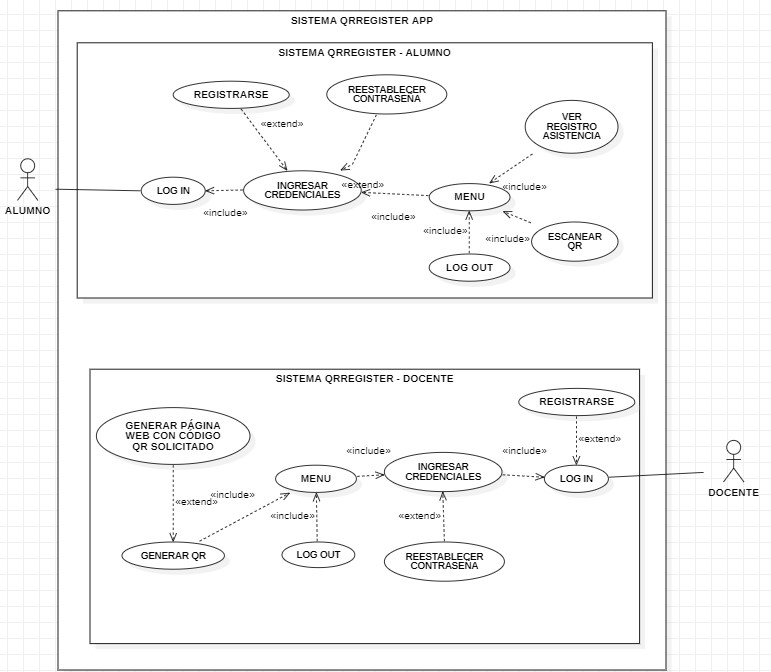 SISTEMA QRREGISTER APP
SISTEMA QRREGISTER - ALUMNO
REGISTRARSE
REESTABLECER
CONTRASEÑA
«extend»
VER
REGISTRO
ASISTENCIA
ALUMNO
LOG IN
INGRESAR
CREDENCIALES
«extend»
MENU
«include»
«include»
«include»
«include»
«include»
ESCANEAR
QR
LOG OUT
SISTEMA QRREGISTER - DOCENTE
REGISTRARSE
GENERAR PÁGINA
WEB CON CÓDIGO
QR SOLICITADO
«extend»
«include»
«include»
INGRESAR
CREDENCIALES
MENU
LOG IN
DOCENTE
«extend»
«include»
«include»
«extend»
GENERAR QR
LOG OUT
REESTABLECER
CONTRASEÑA